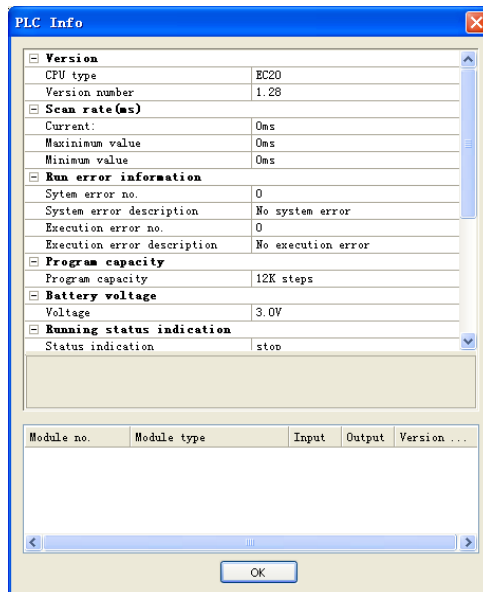 PLC Info
Version
CPU type EC20
Version number 1.28
Scan rate(ms)
Current: 0ms
Maxinimum value 0ms
Minimum value 0ms
Run error information
Sytem error no. 0
System error description No system error
Execution error no. 0
Execution error description No execution error
Program capacity
Program capacity 12K steps
Battery voltage
Voltage 3.0V
Running status indication
Status indication stop
Module no. Module type Input Output Version ...
OK